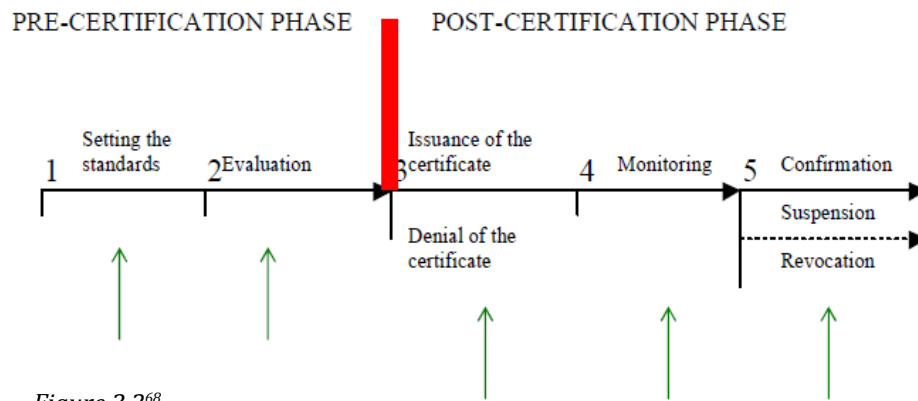 PRE-CERTIFICATION PHASE
POST-CERTIFICATION PHASE
1
Setting the
standards
2
Evaluation
3
Issuance of the
certificate
Denial of the
certificate
4
Monitoring
5
Confirmation
Suspension
Revocation